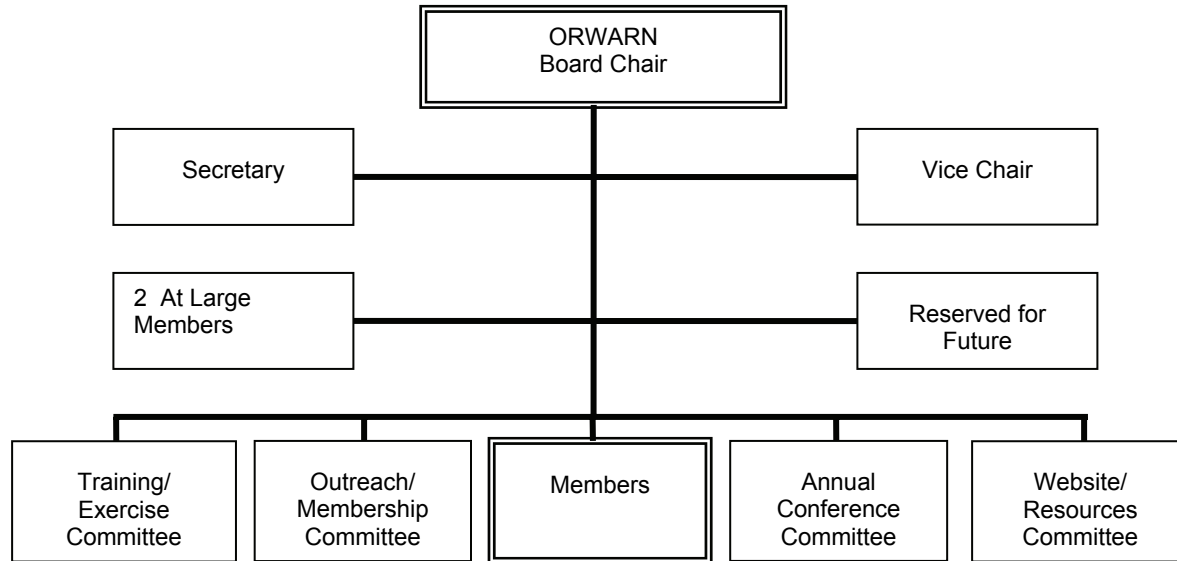 ORWARN
Board Chair
Secretary
Vice Chair
2 At Large
Members
Reserved for
Future
Training/
Exercise
Committee
Outreach/
Membership
Committee
Members
Annual
Conference
Committee
Website/
Resources
Committee